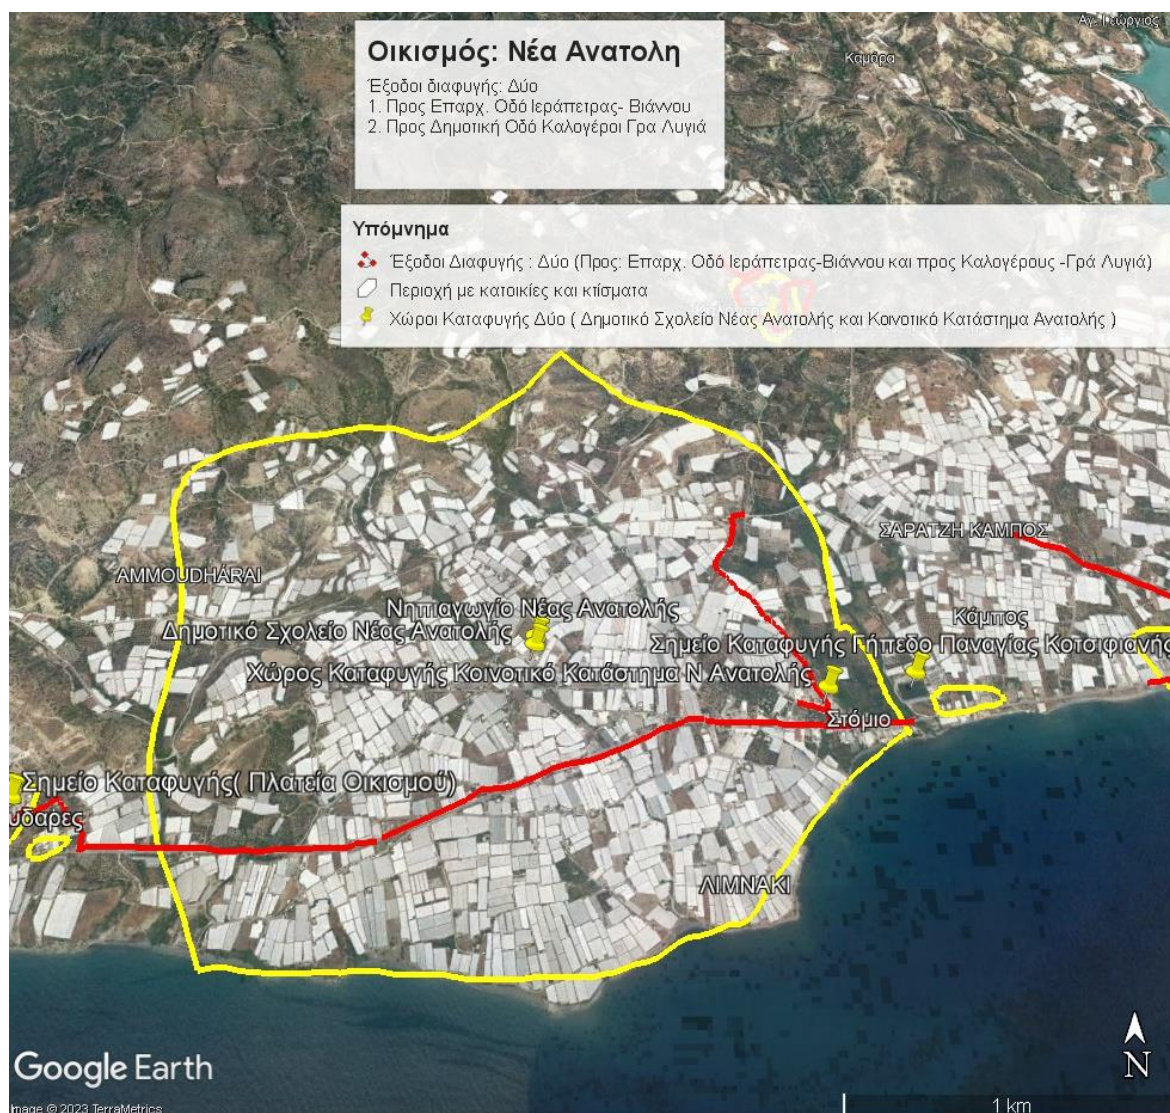 Αγ. Γεώργιος
Καμάρα
Οικισμός: Νέα Ανατολη
Έξοδοι διαφυγής: Δύο
1. Προς Επαρχ. Οδό Ιεράπετρας- Βιάννου
2. Προς Δημοτική Οδό Καλογέροι Γρα Λυγιά
Υπόμνημα
Έξοδοι Διαφυγής : Δύο (Προς: Επαρχ. Οδό Ιεράπετρας-Βιάννου και προς Καλογέρους -Γρά Λυγιά)
Περιοχή με κατοικίες και κτίσματα
Χώροι Καταφυγής Δύο ( Δημοτικό Σχολείο Νέας Ανατολής και Κοινοτικό Κατάστημα Ανατολής )
ΣΑΡΑΤΖΗ ΚΑΜΠΟΣ
AMMOUDHÁRAI
Νηπιαγωγίο Νέας Ανατολής
Κάμπος
Δημοτικό Σχολείο Νέας Ανατολής
Σημείο Καταφυγής Γήπεδο Παναγίας Κοτσιφιανής
Χώρος Καταφυγής Κοινοτικό Κατάστημα Ν Ανατολής
Στόμιο
Σημείο Καταφυγής( Πλατεία Οικισμού)
υδαρες
ΛΙΜΝΑΚΙ
Google Earth
N
Image © 2023 TerraMetrics
1 km